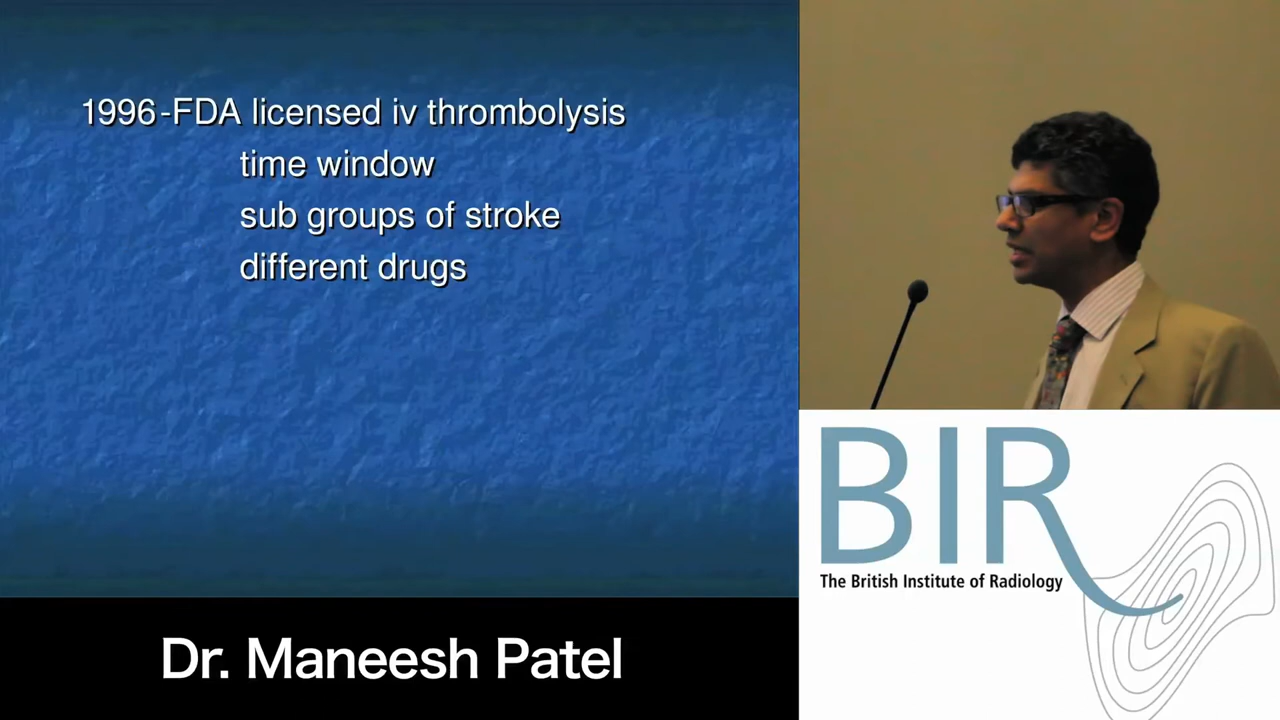 1996-FDA licensed iv thrombolysis
time window
sub groups of stroke
different drugs
Dr. Maneesh Patel
BIR
The British Institute of Radiology